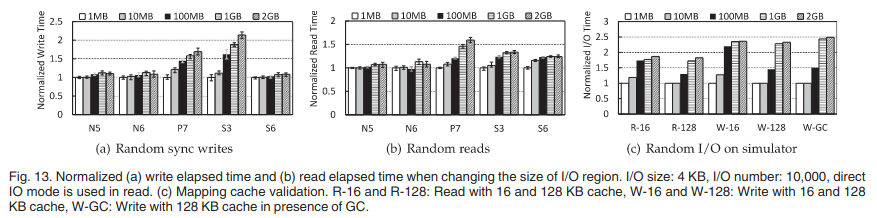 1MB 10MB 100MB 1GB 2GB
Normalized Write Time
2.5
2
1.5
1
0.5
0
N5 N6 P7 S3 S6
(a) Random sync writes
1MB 10MB 100MB 1GB 2GB
Normalized Read Time
2
1.5
1
0.5
0
N5 N6 P7 S3 S6
(b) Random reads
1MB 10MB 100MB 1GB 2GB
Normalized I/O Time
3
2.5
2
1.5
1
0.5
0
R-16 R-128 W-16 W-128 W-GC
(c) Random I/O on simulator
Fig. 13. Normalized (a) write elapsed time and (b) read elapsed time when changing the size of I/O region. I/O size: 4 KB, I/O number: 10,000, direct
IO mode is used in read. (c) Mapping cache validation. R-16 and R-128: Read with 16 and 128 KB cache, W-16 and W-128: Write with 16 and 128
KB cache, W-GC: Write with 128 KB cache in presence of GC.